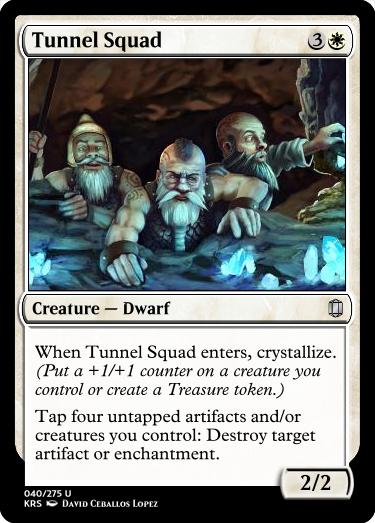 Tunnel Squad 3
Creature — Dwarf
When Tunnel Squad enters, crystallize.
(Put a +1/+1 counter on a creature you
control or create a Treasure token.)
Tap four untapped artifacts and/or
creatures you control: Destroy target
artifact or enchantment.
2/2
040/275 U
KRS David Ceballos Lopez